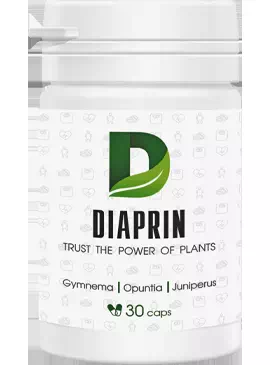 D
DIAPRIN
TRUST THE POWER OF PLANTS
Gymnema | Opuntia | Juniperus
30 caps